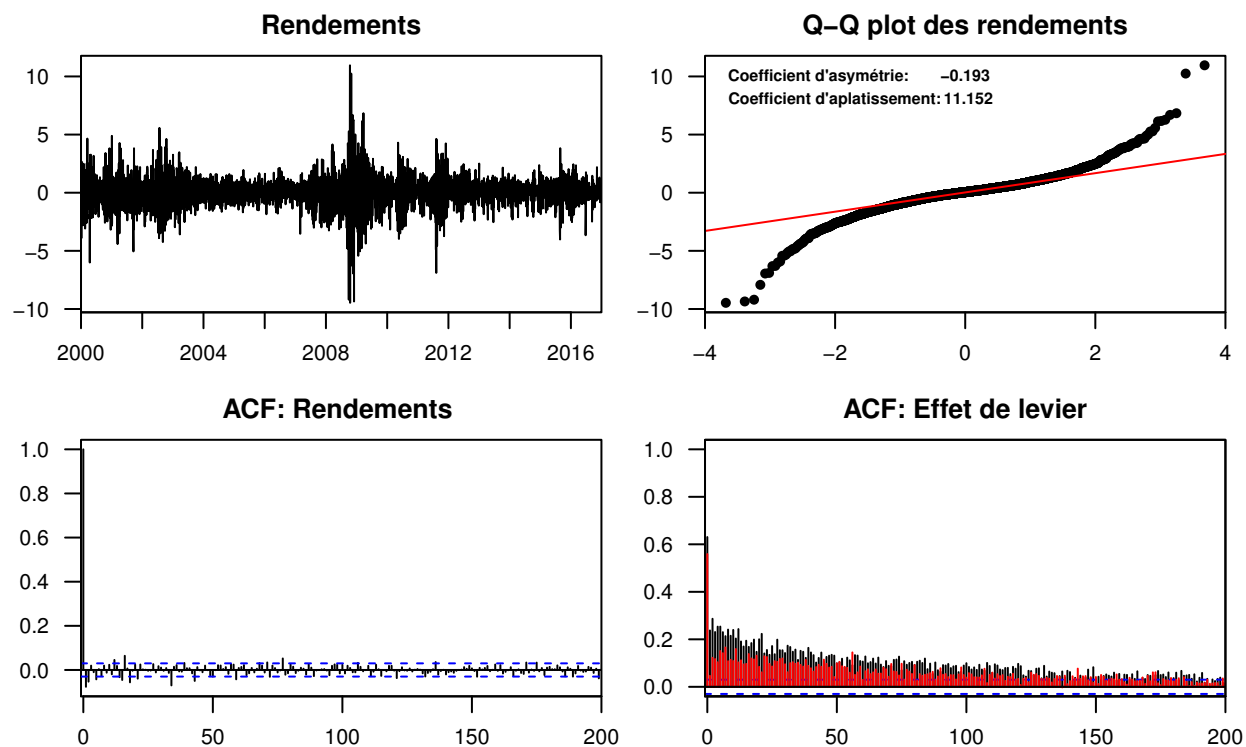 Rendements
10
5
0
−5
−10
2000 2004 2008 2012 2016
Q−Q plot des rendements
Coefficient d'asymétrie: −0.193
Coefficient d'aplatissement: 11.152
10
5
0
−5
−10
−4 −2 0 2 4
ACF: Rendements
1.0
0.8
0.6
0.4
0.2
0.0
0 50 100 150 200
ACF: Effet de levier
1.0
0.8
0.6
0.4
0.2
0.0
0 50 100 150 200